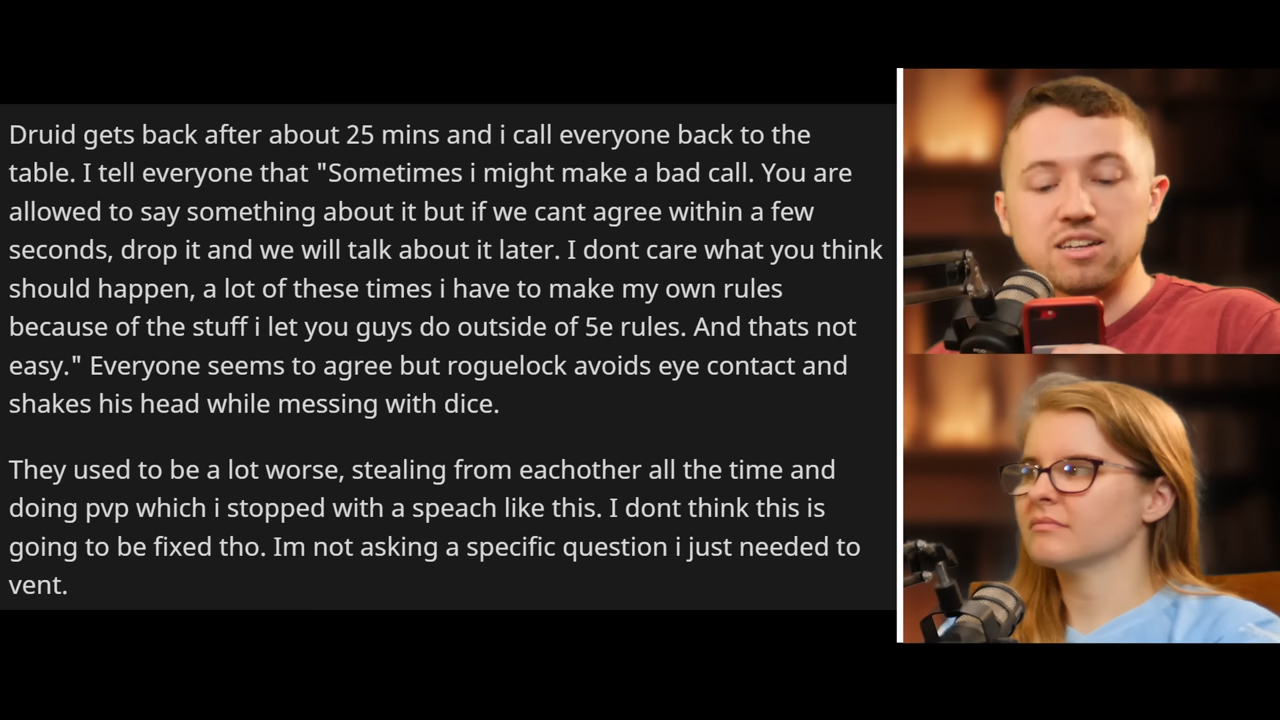 Druid gets back after about 25 mins and i call everyone back to the
table. I tell everyone that "Sometimes i might make a bad call. You are
allowed to say something about it but if we cant agree within a few
seconds, drop it and we will talk about it later. I dont care what you think
should happen, a lot of these times i have to make my own rules
because of the stuff i let you guys do outside of 5e rules. And thats not
easy." Everyone seems to agree but roguelock avoids eye contact and
shakes his head while messing with dice.
They used to be a lot worse, stealing from eachother all the time and
doing pvp which i stopped with a speach like this. I dont think this is
going to be fixed tho. Im not asking a specific question i just needed to
vent.